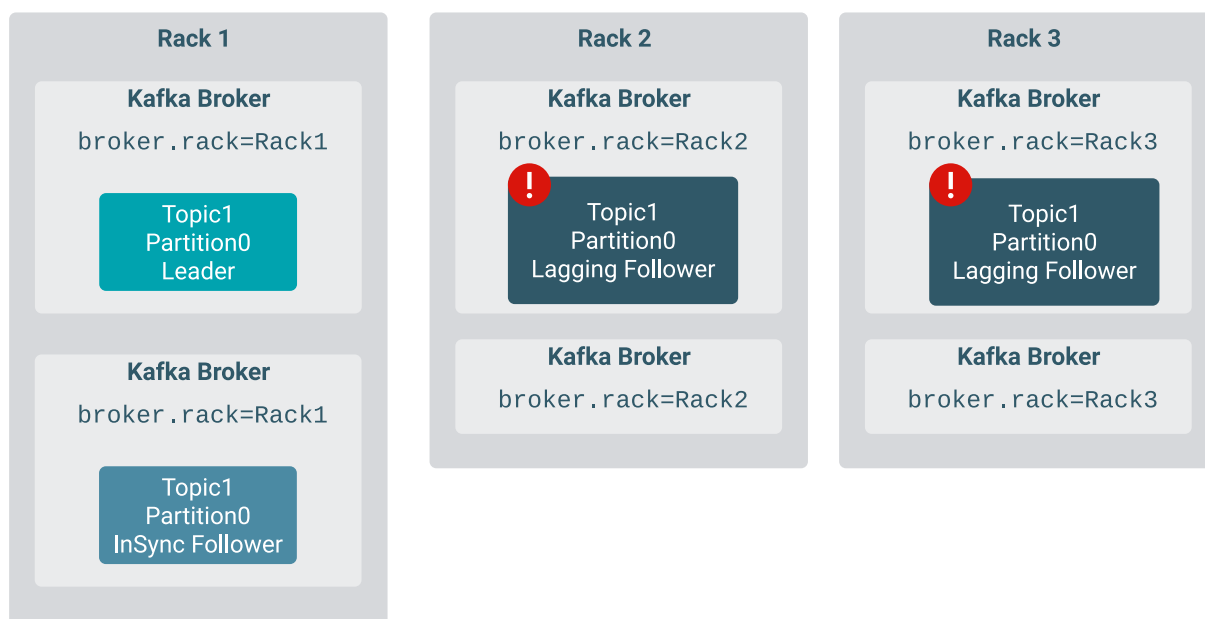 Rack 1
Kafka Broker
broker.rack=Rack1
Topic1
Partition0
Leader
Kafka Broker
broker.rack=Rack1
Topic1
Partition0
InSync Follower
Rack 2
Kafka Broker
broker.rack=Rack2
!
Topic1
Partition0
Lagging Follower
Kafka Broker
broker.rack=Rack2
Rack 3
Kafka Broker
broker.rack=Rack3
!
Topic1
Partition0
Lagging Follower
Kafka Broker
broker.rack=Rack3